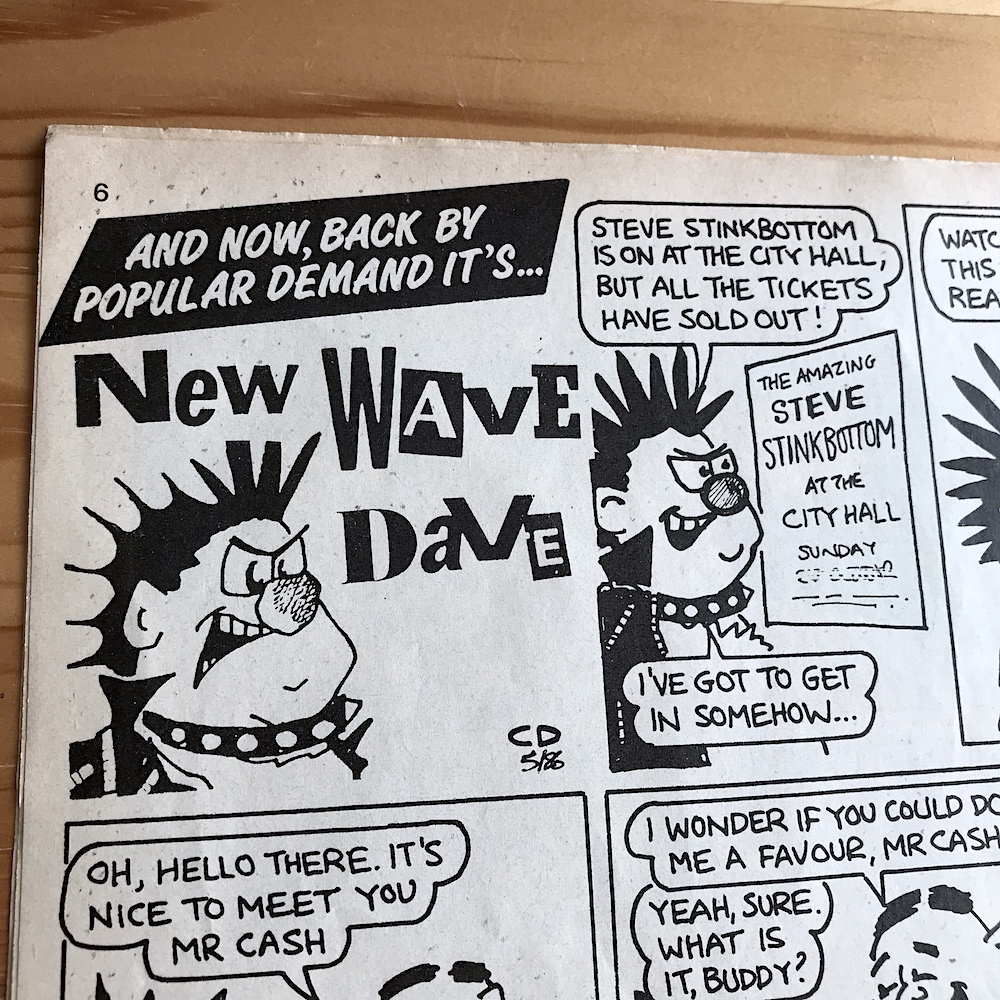 6
AND NOW, BACK BY
POPULAR DEMAND IT'S...
New WAVE
DaVE
CD
5/86
STEVE STINKBOTTOM
IS ON AT THE CITY HALL,
BUT ALL THE TICKETS
HAVE SOLD OUT!
THE AMAZING
STEVE
STINKBOTTOM
AT THE
CITY HALL
SUNDAY
I'VE GOT TO GET
IN SOMEHOW...
THIS
OH, HELLO THERE. IT'S
NICE TO MEET YOU
MR CASH
I WONDER IF YOU COULD DO
ME A FAVOUR, MR CASH
YEAH, SURE.
WHAT IS
IT, BUDDY?